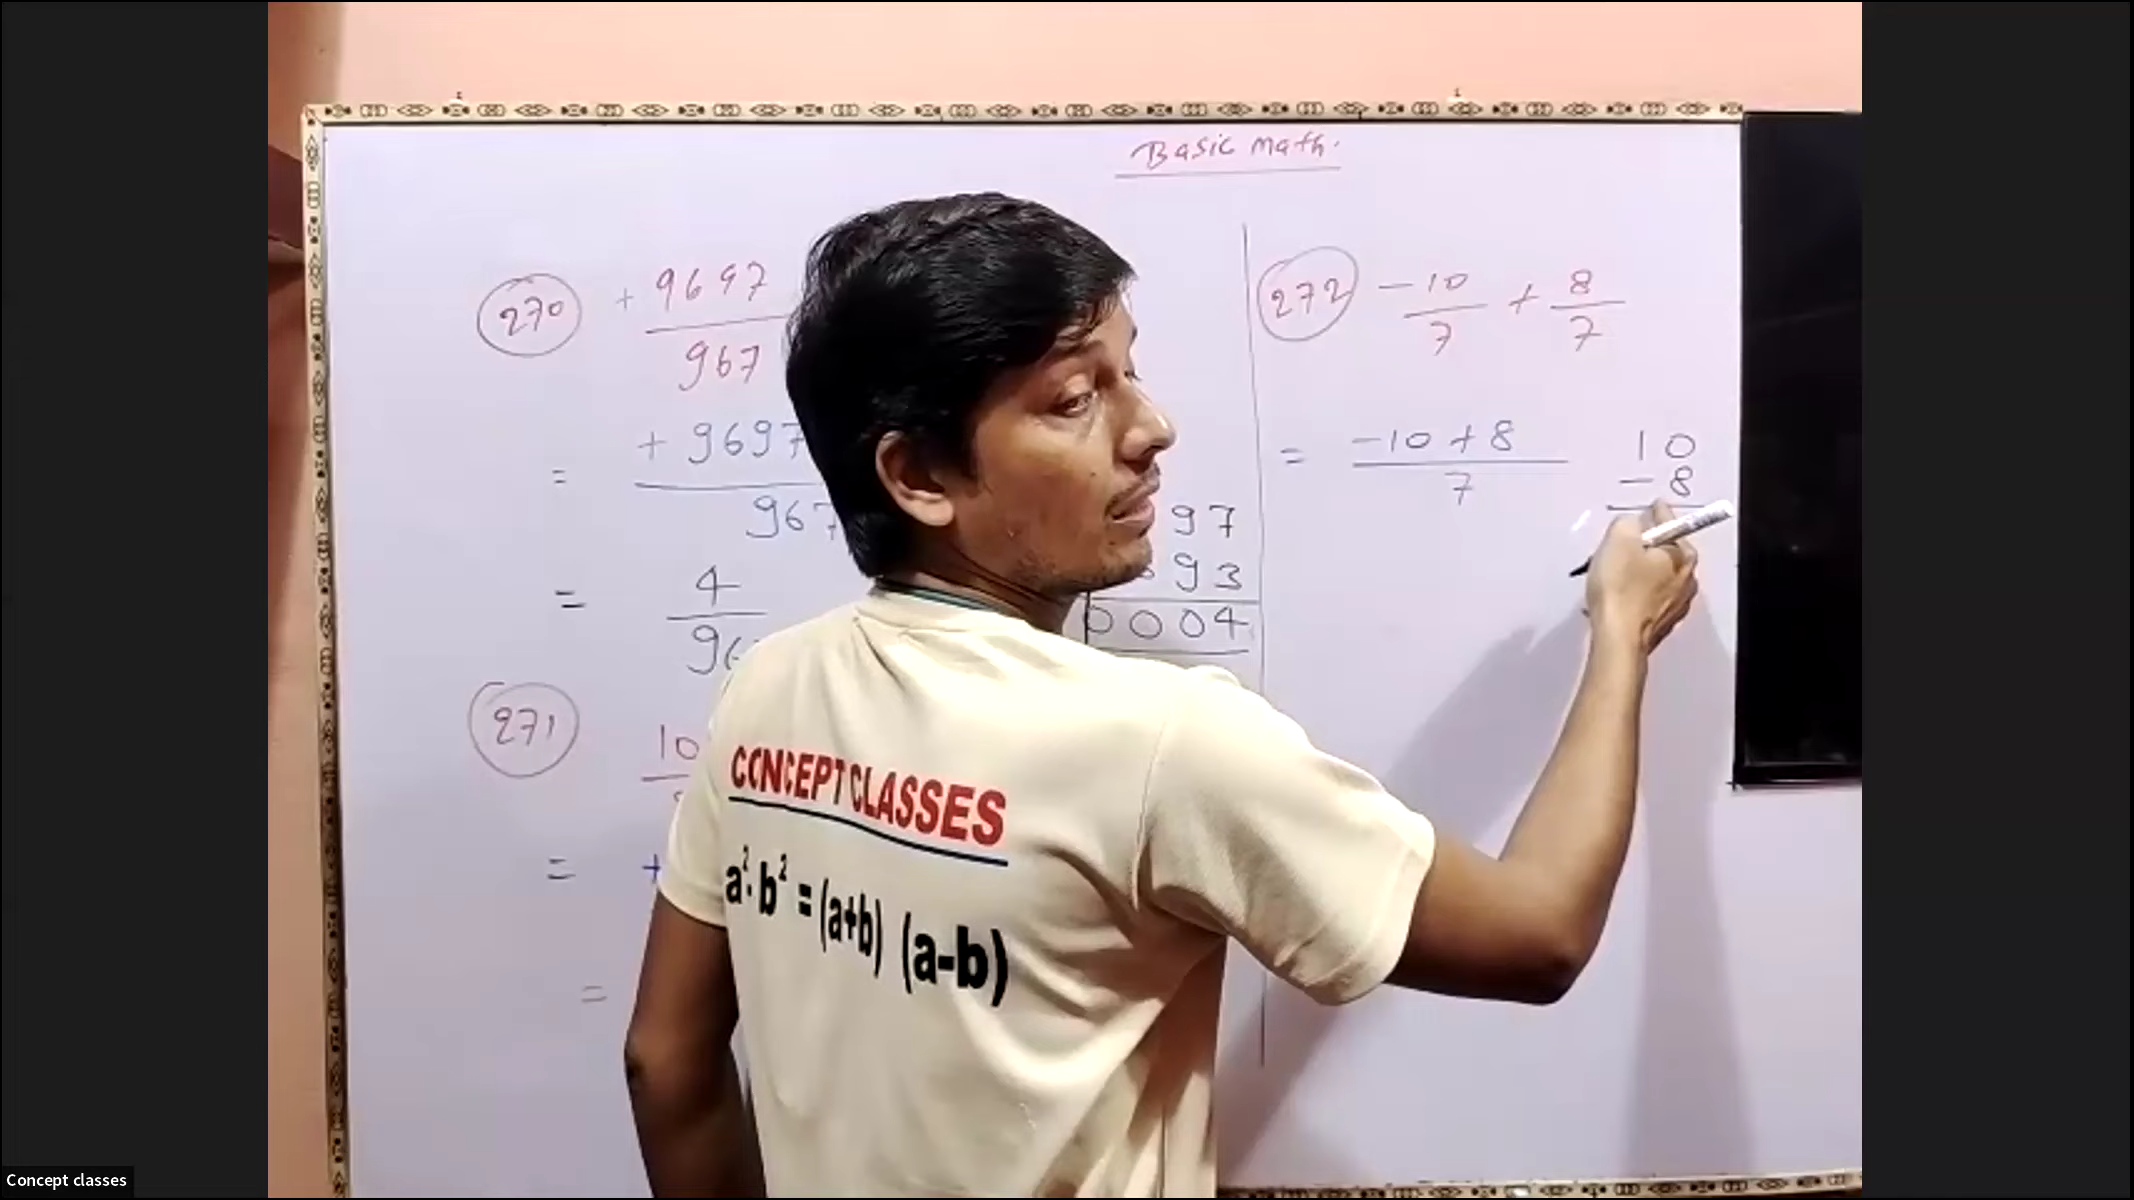 Basic Math.
270 + 9697
967
= + 9697
967
= 4
97
93
0004
271 10
= +
=
272 -10/7 + 8/7
= -10+8
7
10
-8
CONCEPT CLASSES
a²-b² = (a+b) (a-b)
Concept classes